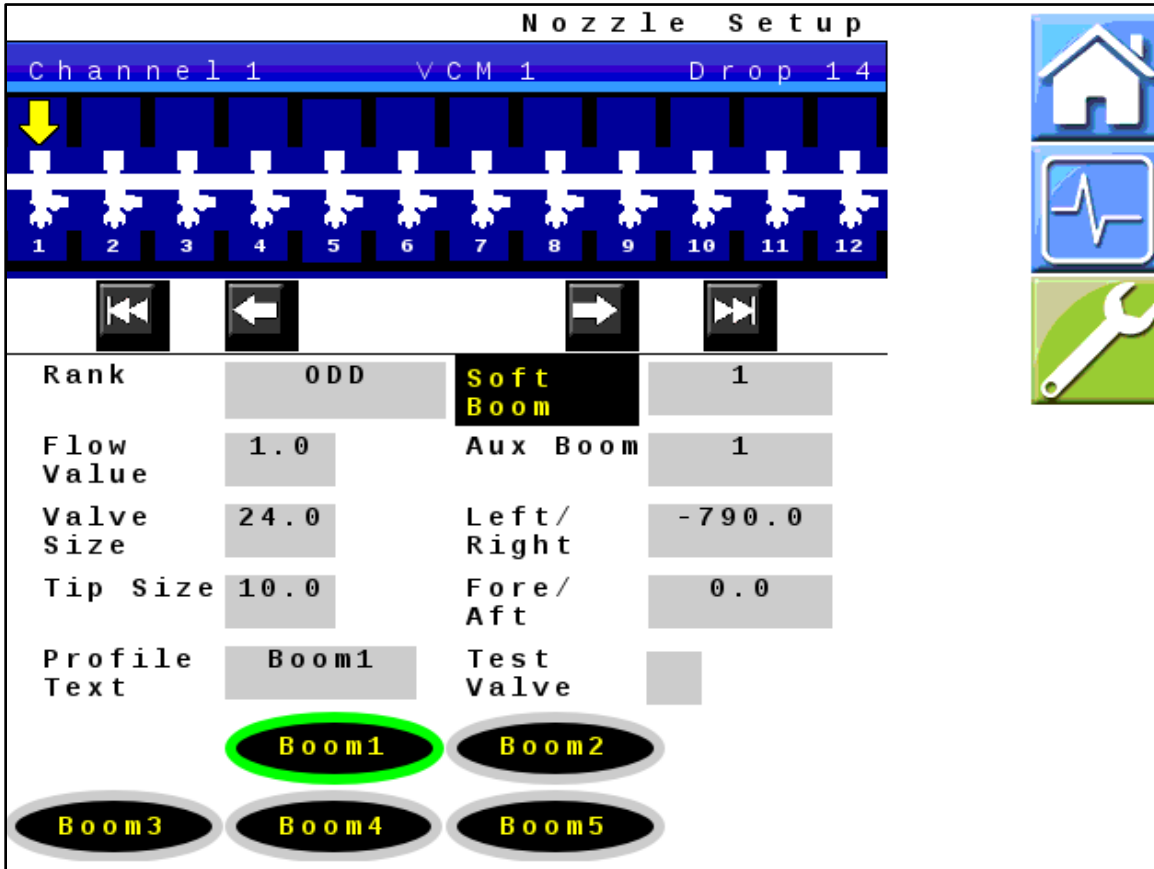 Nozzle Setup
Channel 1 VCM 1 Drop 14
1 2 3 4 5 6 7 8 9 10 11 12
Rank ODD Soft Boom 1
Flow Value 1.0 Aux Boom 1
Valve Size 24.0 Left/ Right -790.0
Tip Size 10.0 Fore/ Aft 0.0
Profile Text Boom1 Test Valve
Boom1 Boom2
Boom3 Boom4 Boom5